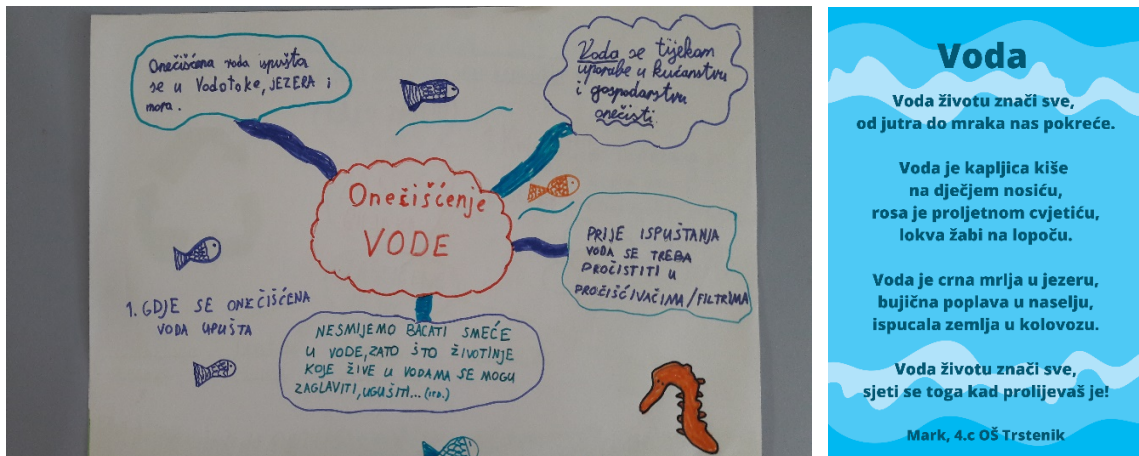 Onečišćena voda ispušta
se u Vodotoke, JEZERA i
mora.
Voda se tijekom
uporabe u kućanstvu
i gospodarstvu
onečisti.
Onečišćenje
VODE
PRIJE ISPUŠTANJA
VODA SE TREBA
PROČISTITI U
PROČIŠĆIVAČIMA/FILTRIMA
1. GDJE SE ONEČIŠĆENA
VODA UPUŠTA
NESMIJEMO BACATI SMEĆE
U VODE, ZATO ŠTO ŽIVOTINJE
KOJE ŽIVE U VODAMA SE MOGU
ZAGLAVITI, UGUŠITI... (ITD.)
Voda
Voda životu znači sve,
od jutra do mraka nas pokreće.
Voda je kapljica kiše
na dječjem nosiću,
rosa je proljetnom cvjetiću,
lokva žabi na lopoču.
Voda je crna mrlja u jezeru,
bujična poplava u naselju,
ispucala zemlja u kolovozu.
Voda životu znači sve,
sjeti se toga kad prolijevaš je!
Mark, 4.c OŠ Trstenik